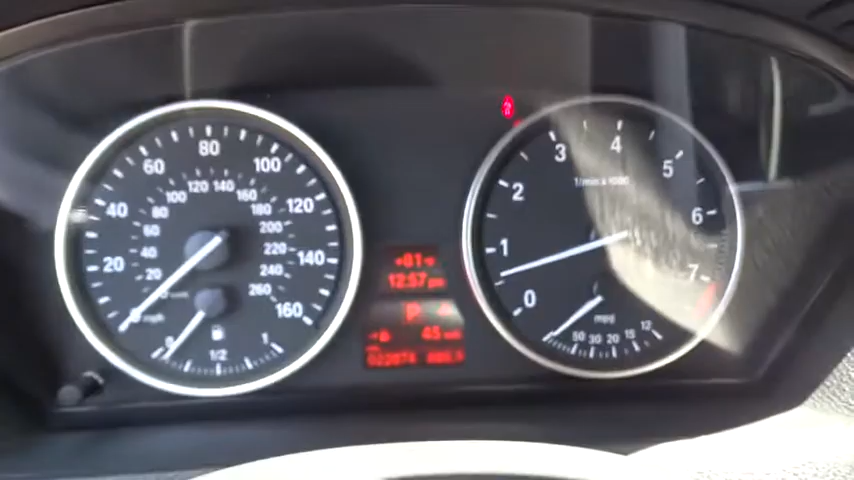 20 40 60 80 100 120 140 160
20 40 60 80 100 120 140 160 180 200 220 240 260
mph
0 1/2 1
0 1 2 3 4 5 6 7
1/min x 1000
mpg
50 30 20 15 12
12:57 pm
P